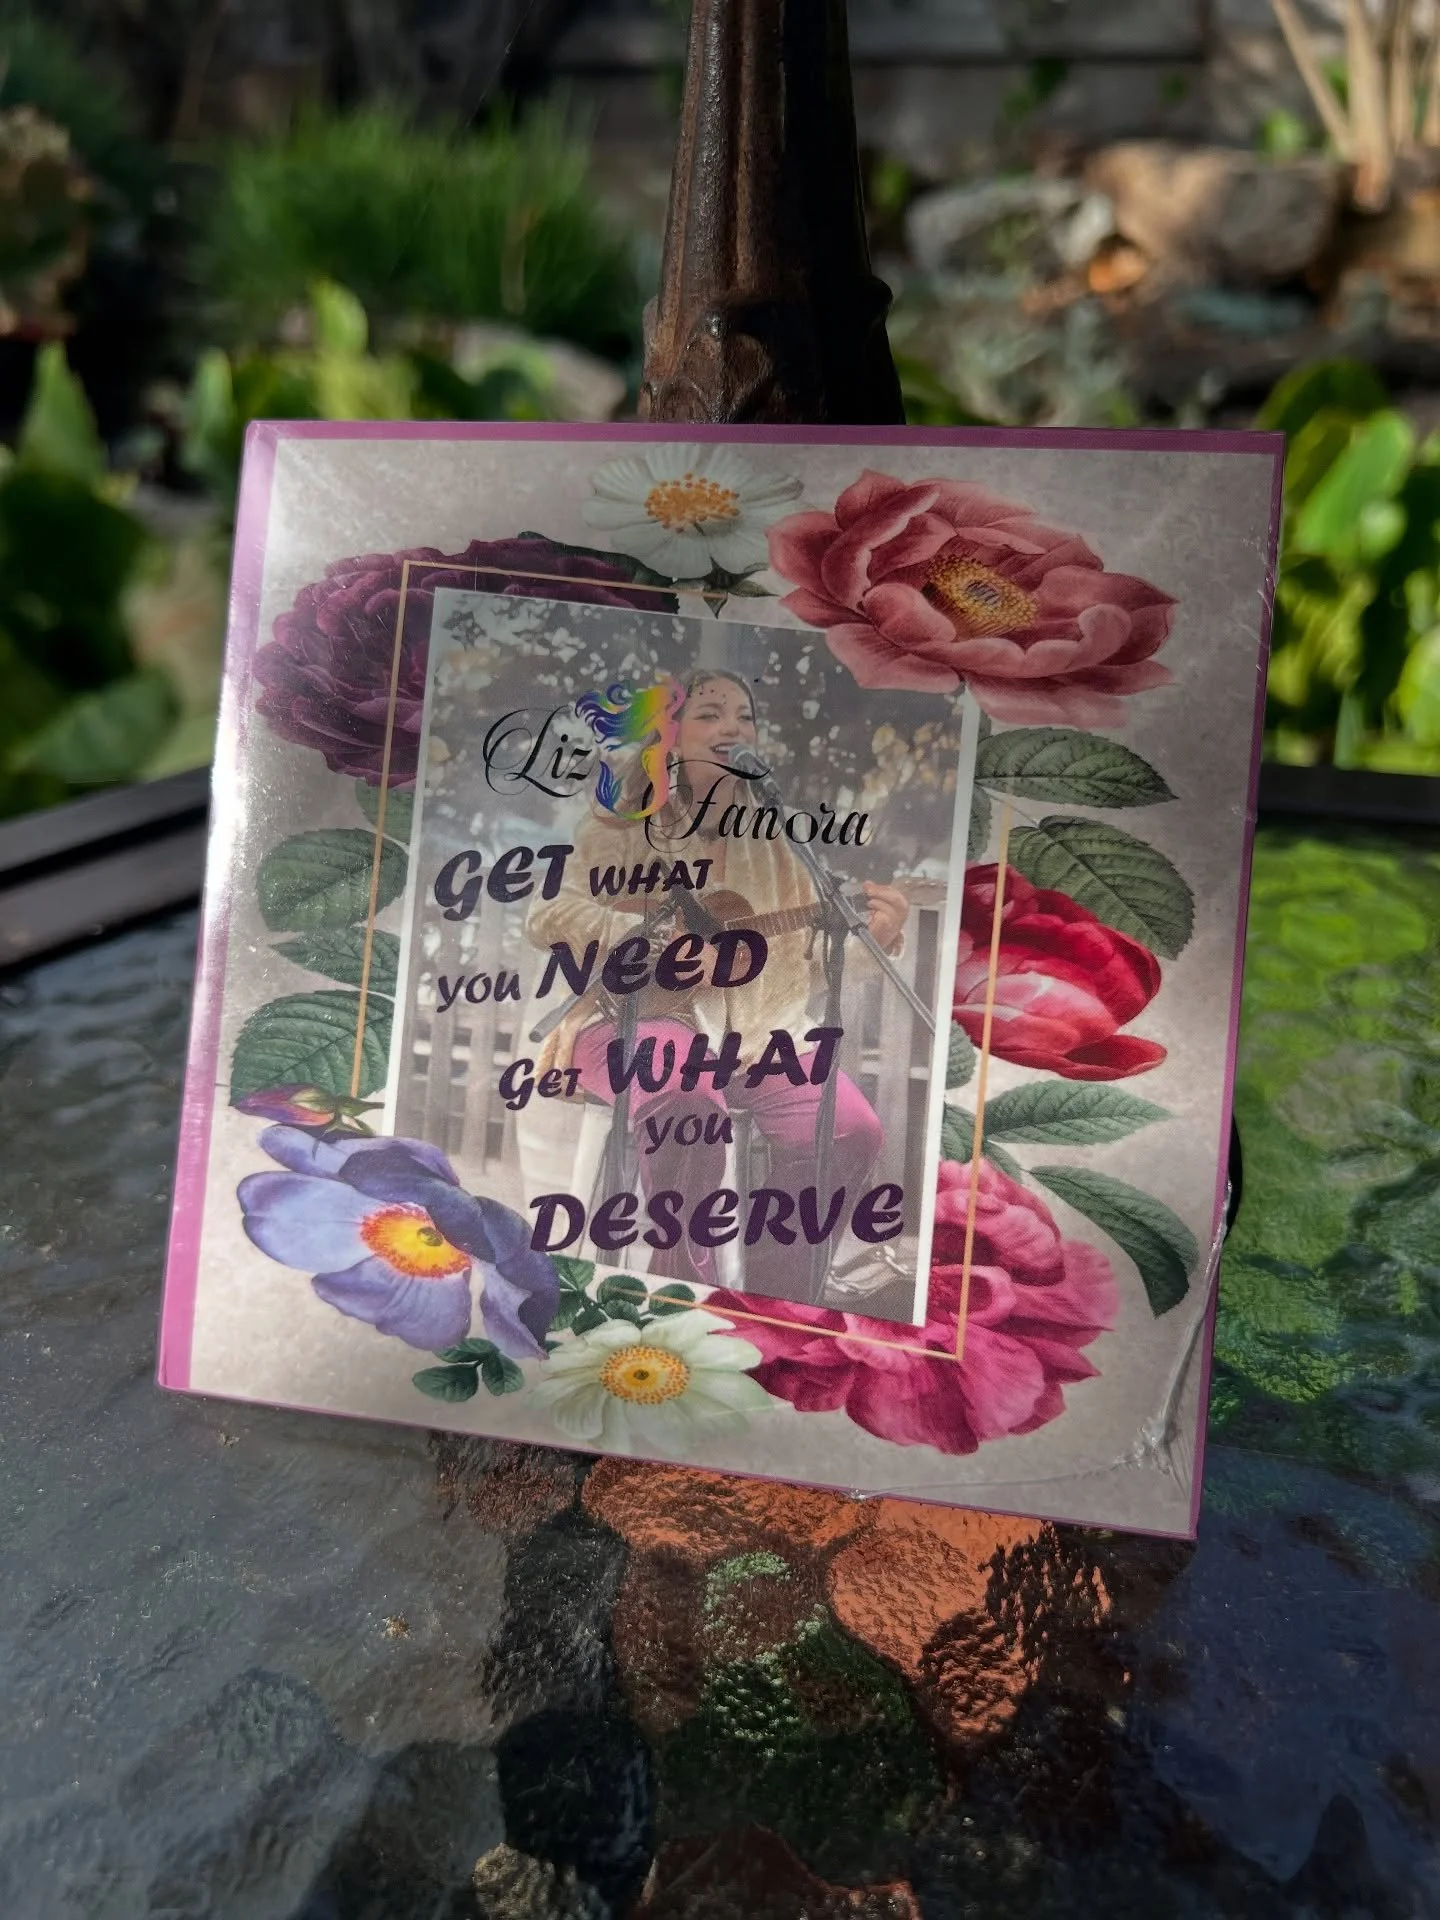 Liz
Fanora
GET WHAT
you NEED
GET WHAT
you
DESERVE